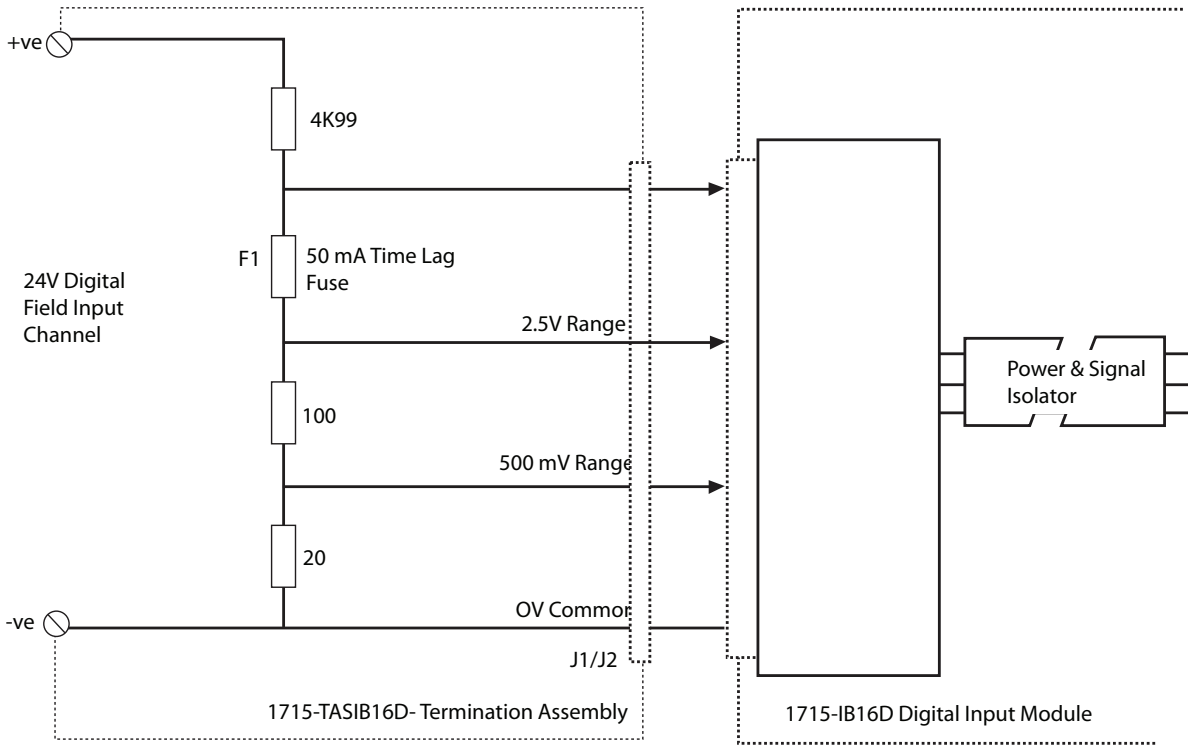 +ve
4K99
F1
50 mA Time Lag
Fuse
24V Digital
Field Input
Channel
2.5V Range
Power & Signal
Isolator
100
500 mV Range
20
OV Common
-ve
J1/J2
1715-TASIB16D- Termination Assembly
1715-IB16D Digital Input Module